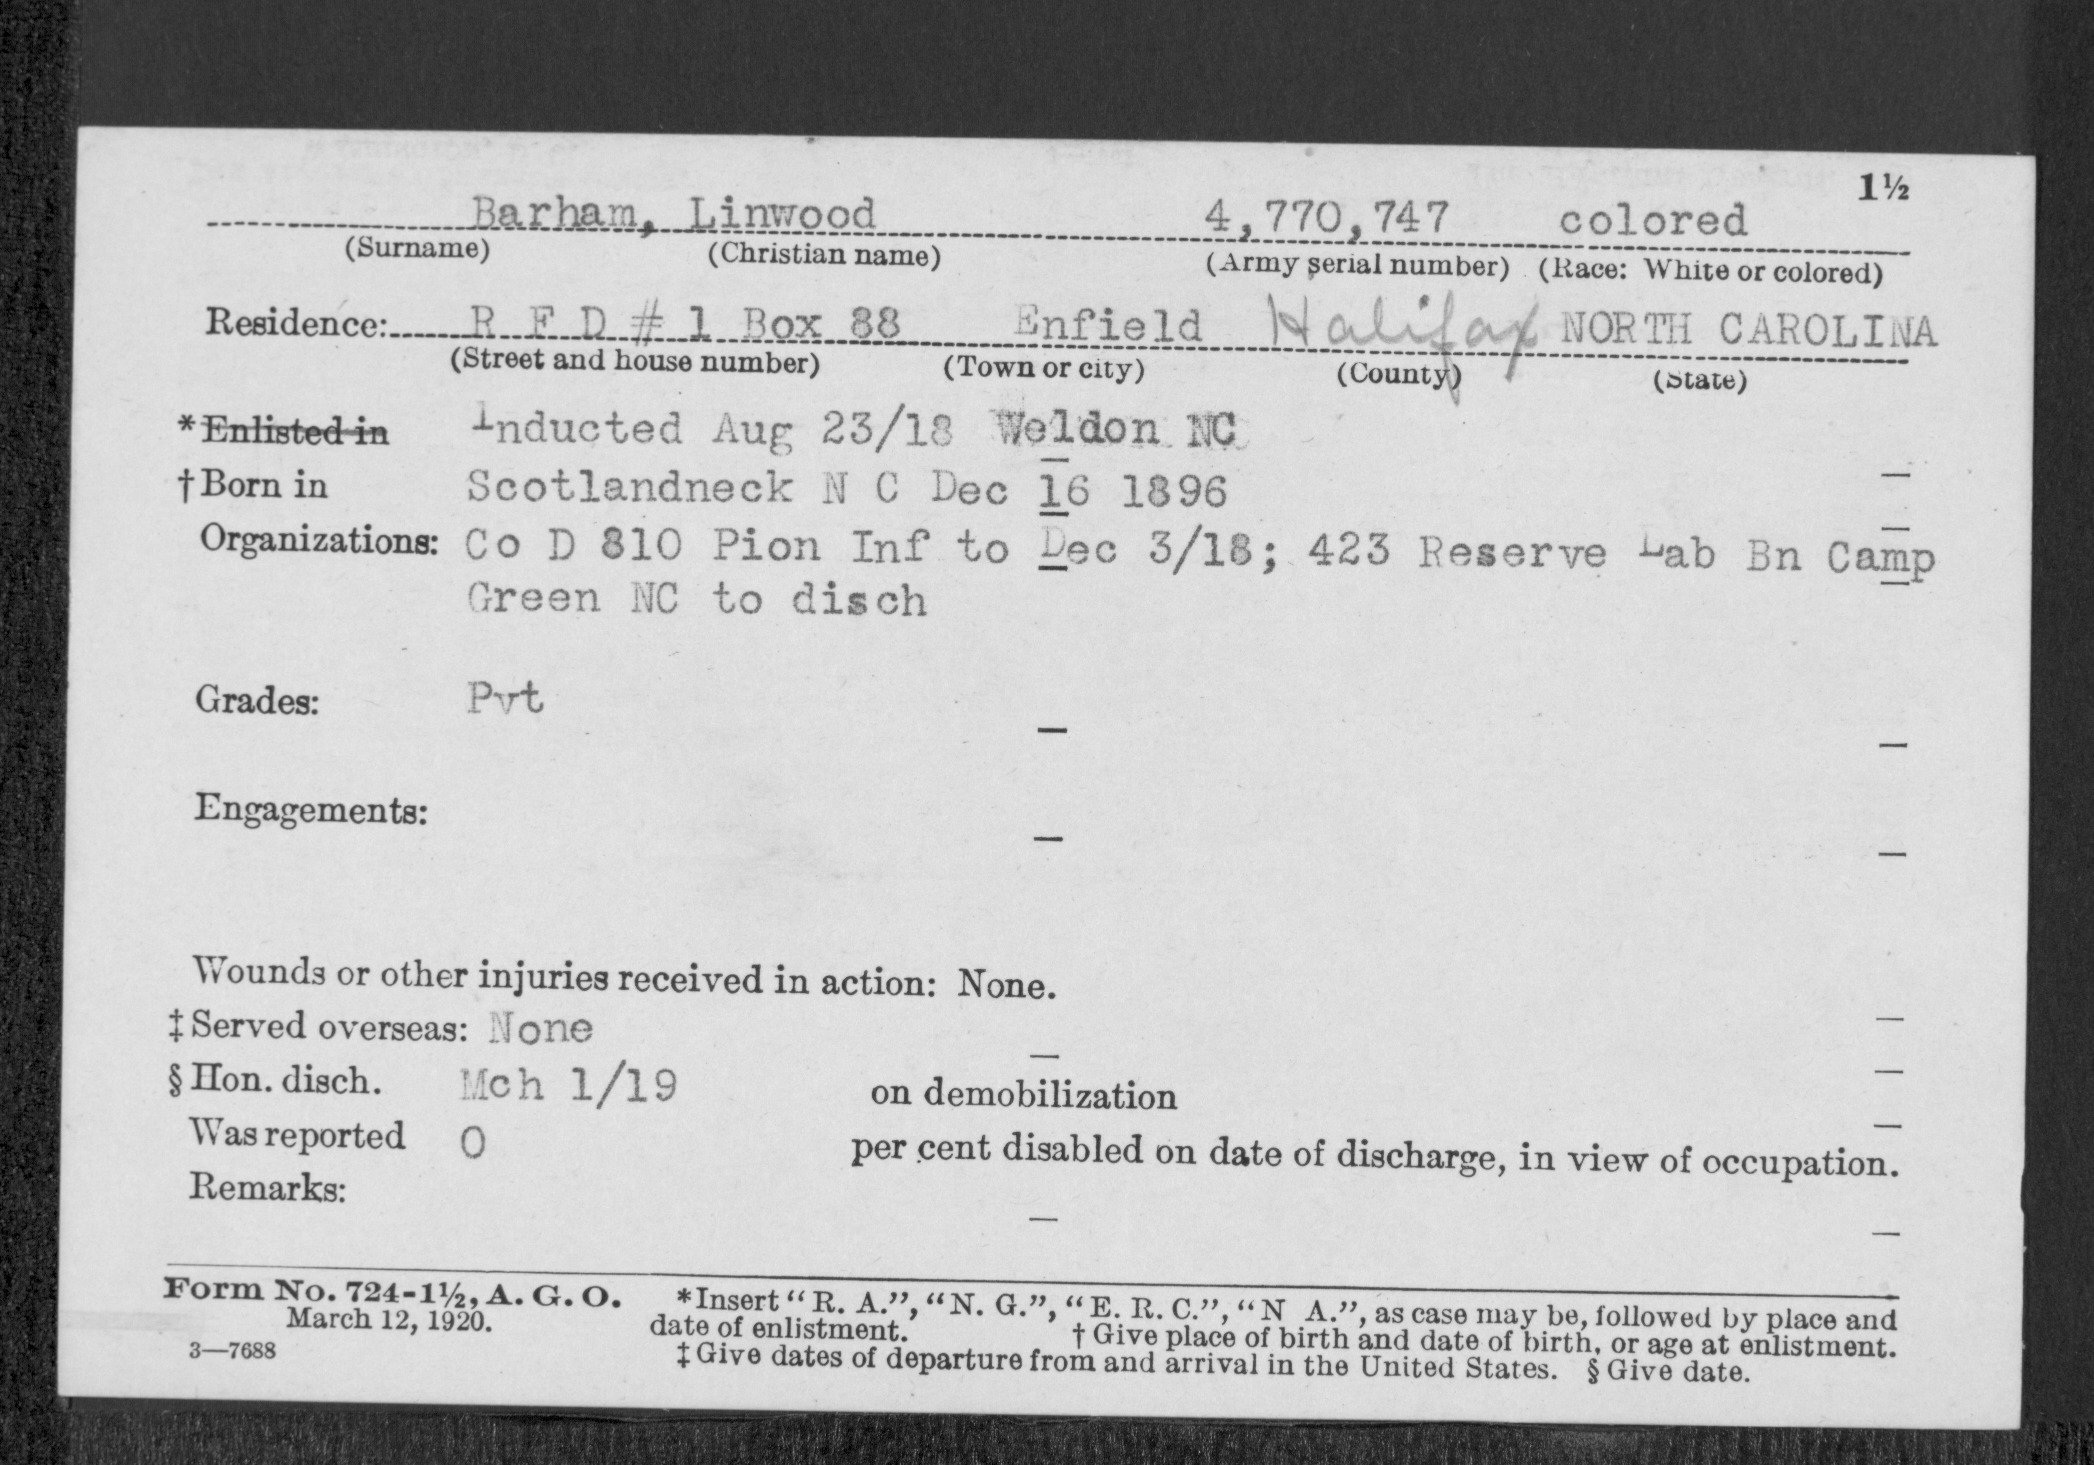 1½
Barham, Linwood 4,770,747 colored
(Surname) (Christian name) (Army serial number) (Race: White or colored)
Residence: R F D # 1 Box 88 Enfield Halifax NORTH CAROLINA
(Street and house number) (Town or city) (County) (State)
*Enlisted in Inducted Aug 23/18 Weldon NC
†Born in Scotlandneck N C Dec 16 1896
Organizations: Co D 810 Pion Inf to Dec 3/18; 423 Reserve Lab Bn Camp
Green NC to disch
Grades: Pvt
Engagements:
Wounds or other injuries received in action: None.
‡Served overseas: None
§Hon. disch. Mch 1/19 on demobilization
Was reported 0 per cent disabled on date of discharge, in view of occupation.
Remarks:
Form No. 724-1½, A. G. O.
March 12, 1920.
3—7688
*Insert "R. A.", "N. G.", "E. R. C.", "N A.", as case may be, followed by place and
date of enlistment. †Give place of birth and date of birth, or age at enlistment.
‡Give dates of departure from and arrival in the United States. §Give date.